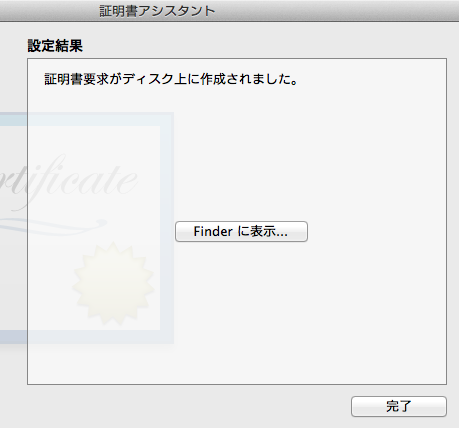 証明書アシスタント
設定結果
証明書要求がディスク上に作成されました。
rtificate
Finder に表示...
完了